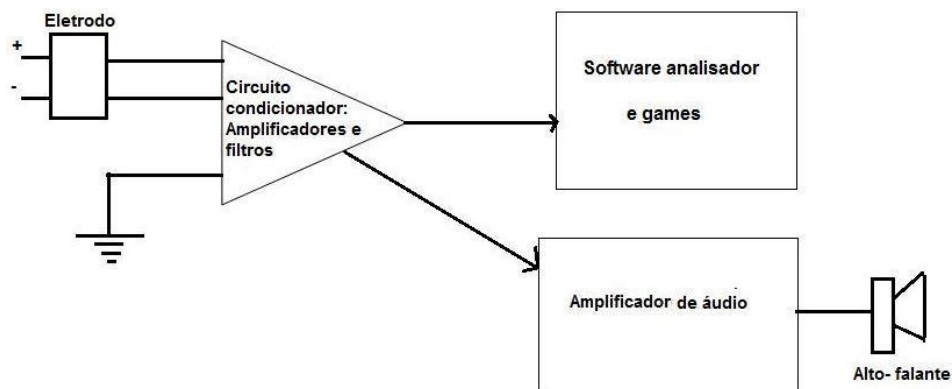 Eletrodo
+
-
Circuito
condicionador:
Amplificadores e
filtros
Software analisador
e games
Amplificador de áudio
Alto- falante